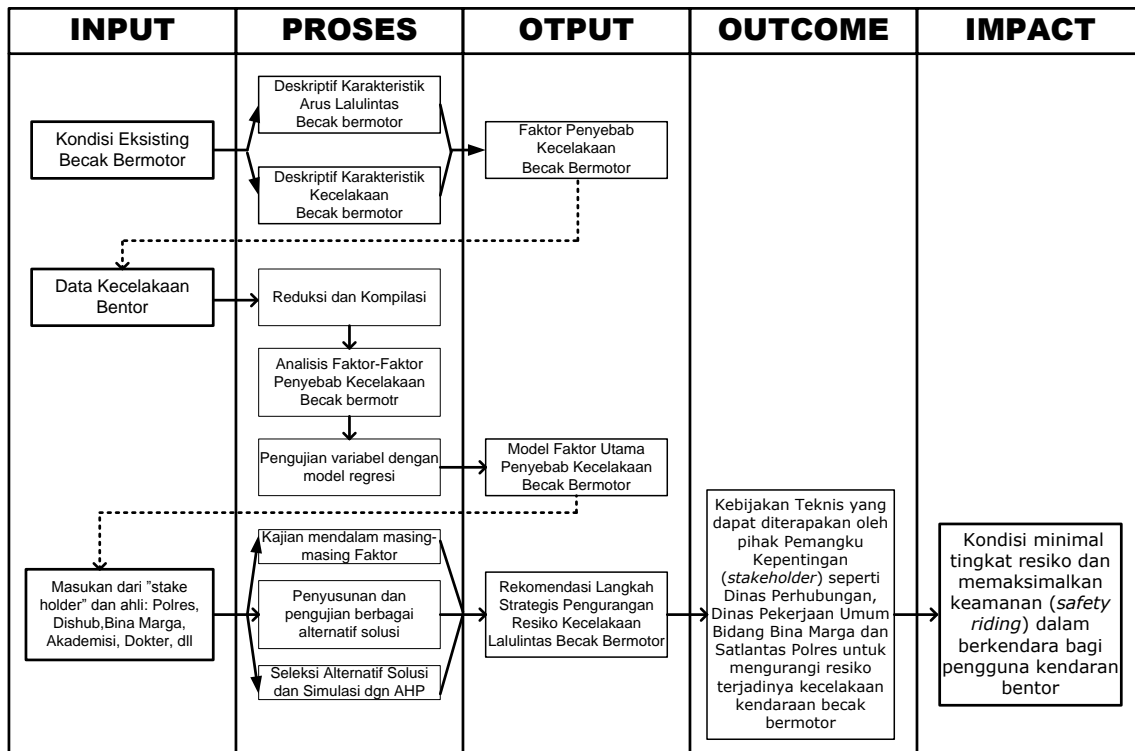 INPUT
PROSES
OTPUT
OUTCOME
IMPACT
Kondisi Eksisting
Becak Bermotor
Deskriptif Karakteristik
Arus Lalulintas
Becak bermotor
Deskriptif Karakteristik
Kecelakaan
Becak bermotor
Faktor Penyebab
Kecelakaan
Becak Bermotor
Data Kecelakaan
Bentor
Reduksi dan Kompilasi
Analisis Faktor-Faktor
Penyebab Kecelakaan
Becak bermotr
Pengujian variabel dengan
model regresi
Model Faktor Utama
Penyebab Kecelakaan
Becak Bermotor
Masukan dari ”stake
holder” dan ahli: Polres,
Dishub,Bina Marga,
Akademisi, Dokter, dll
Kajian mendalam masing-
masing Faktor
Penyusunan dan
pengujian berbagai
alternatif solusi
Seleksi Alternatif Solusi
dan Simulasi dgn AHP
Rekomendasi Langkah
Strategis Pengurangan
Resiko Kecelakaan
Lalulintas Becak Bermotor
Kebijakan Teknis yang
dapat diterapakan oleh
pihak Pemangku
Kepentingan
(stakeholder) seperti
Dinas Perhubungan,
Dinas Pekerjaan Umum
Bidang Bina Marga dan
Satlantas Polres untuk
mengurangi resiko
terjadinya kecelakaan
kendaraan becak
bermotor
Kondisi minimal
tingkat resiko dan
memaksimalkan
keamanan (safety
riding) dalam
berkendara bagi
pengguna kendaran
bentor